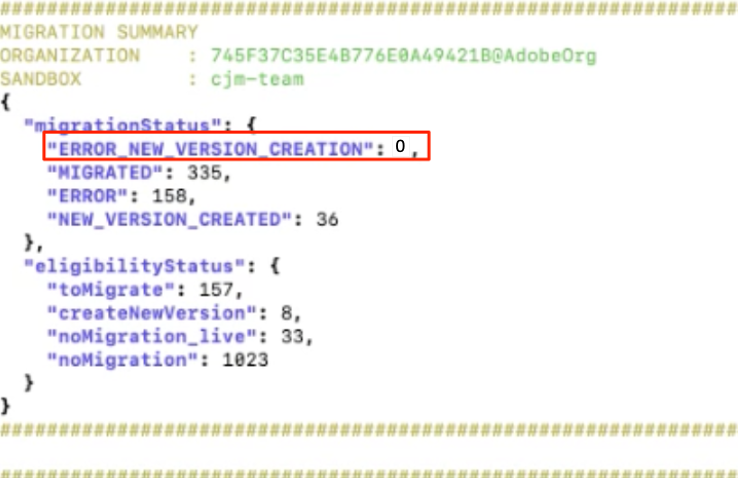 ################################################################
MIGRATION SUMMARY
ORGANIZATION : 745F37C35E4B776E0A49421B@AdobeOrg
SANDBOX : cjm-team
{
"migrationStatus": {
"ERROR_NEW_VERSION_CREATION": 0,
"MIGRATED": 335,
"ERROR": 158,
"NEW_VERSION_CREATED": 36
},
"eligibilityStatus": {
"toMigrate": 157,
"createNewVersion": 8,
"noMigration_live": 33,
"noMigration": 1023
}
}
################################################################
################################################################